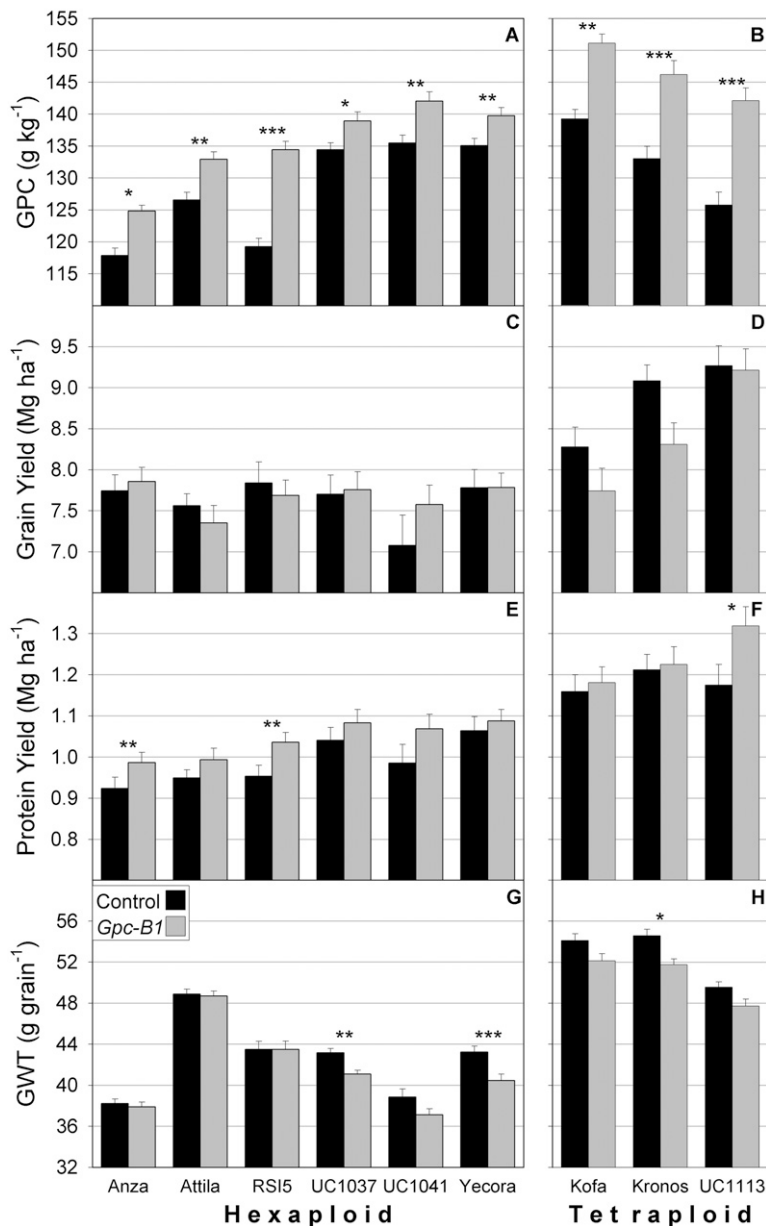 A
B
GPC (g kg-1)
155
150
145
140
135
130
125
120
115
* ** *** * ** **
** *** ***
C
D
Grain Yield (Mg ha-1)
9.5
9.0
8.5
8.0
7.5
7.0
E
F
Protein Yield (Mg ha-1)
1.3
1.2
1.1
1.0
0.9
0.8
** **
*
G
H
Control
Gpc-B1
GWT (g grain-1)
56
52
48
44
40
36
32
** ***
*
Anza Attila RSI5 UC1037 UC1041 Yecora
Kofa Kronos UC1113
Hexaploid
Tetraploid